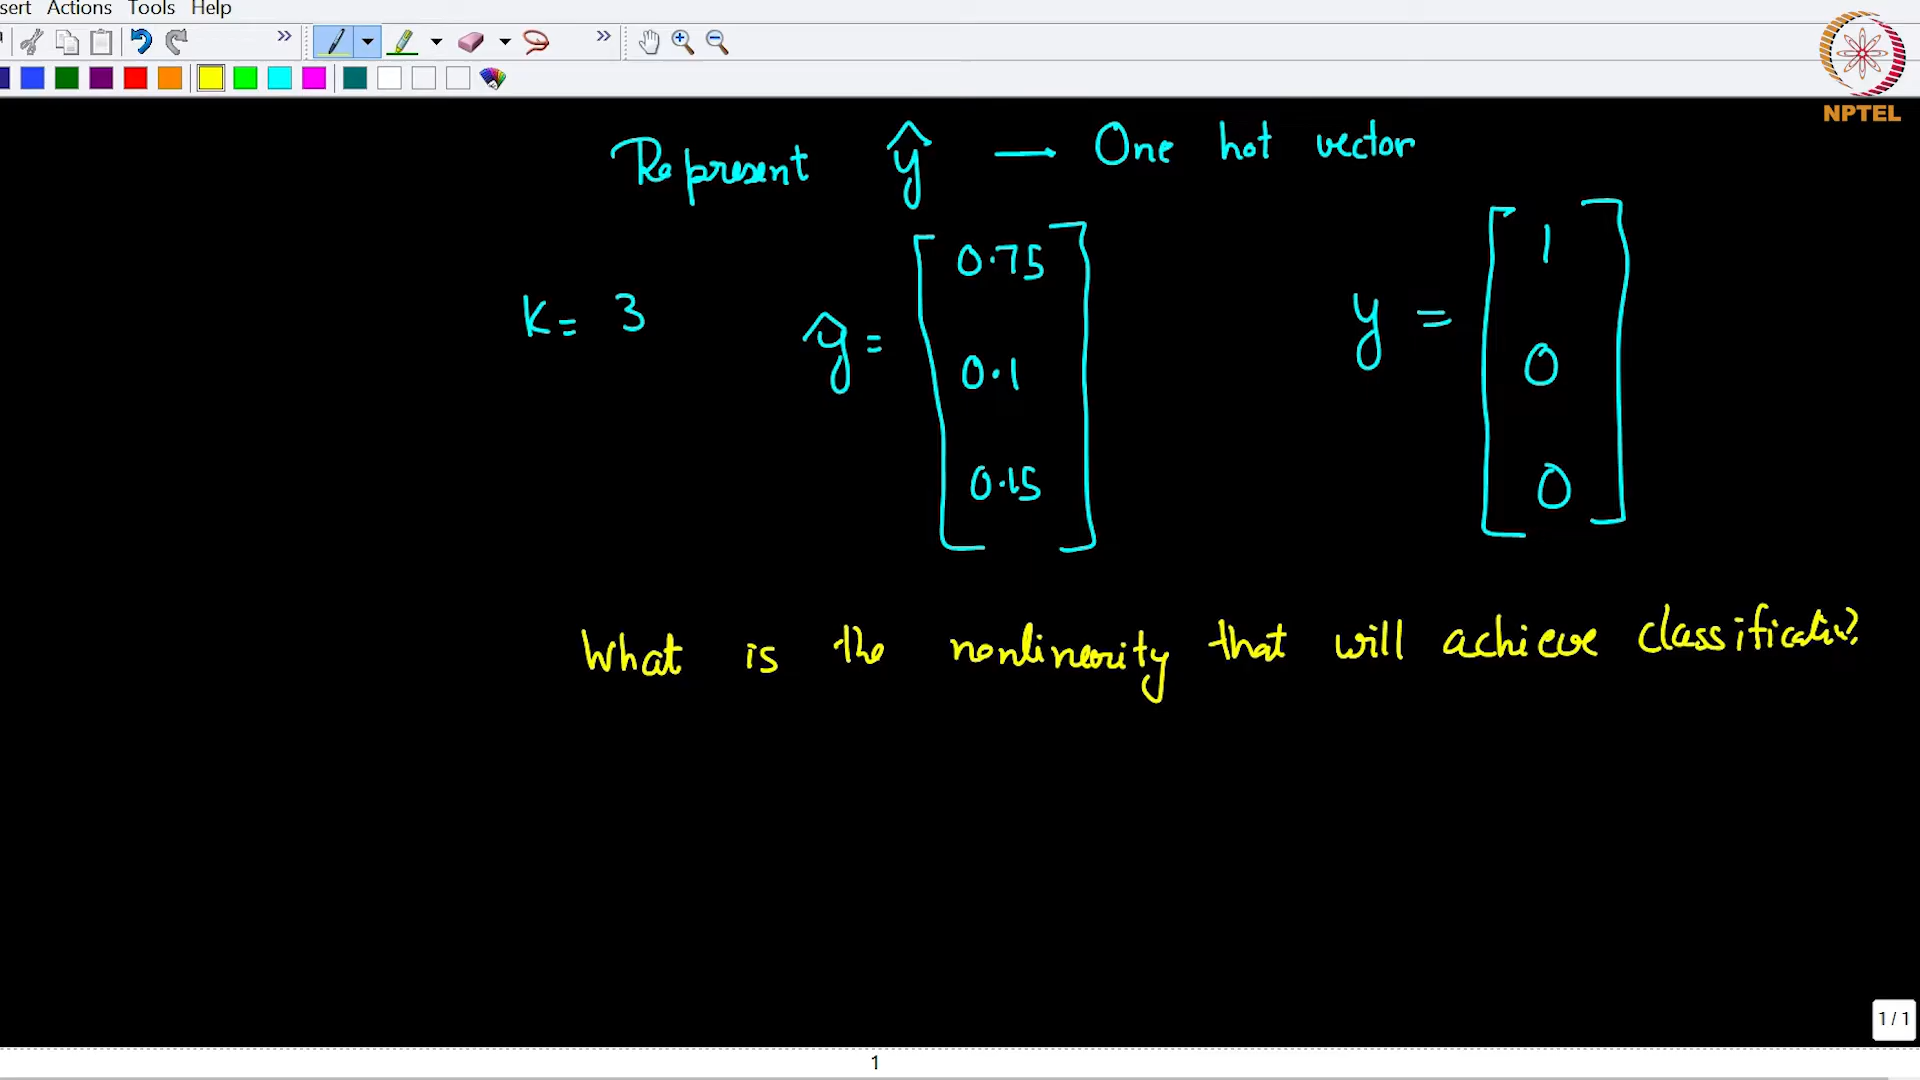 sert Actions Tools Help
NPTEL
Represent ŷ — One hot vector
K = 3 ŷ = [ 0.75 0.1 0.15 ] y = [ 1 0 0 ]
What is the nonlinearity that will achieve classification?
1 / 1
1